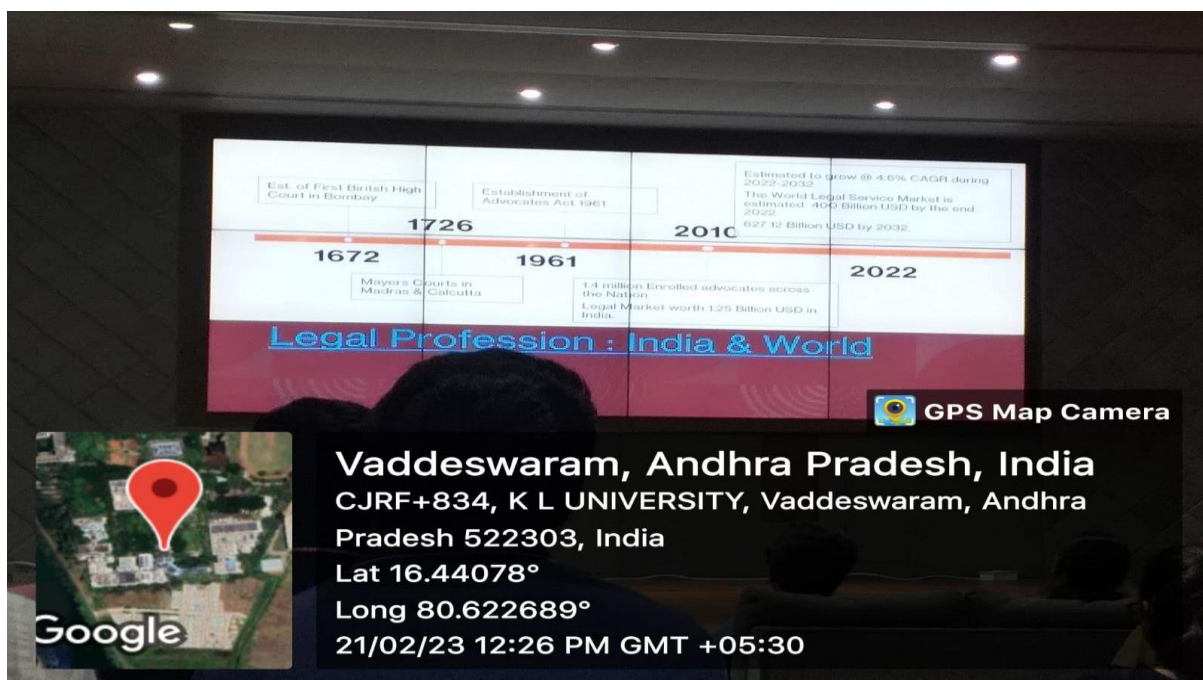 Est. of First Biritsh High
Court in Bombay
Establishment of
Advocates Act 1961
Estimated to grow @ 4.6% CAGR during
2022-2032
The World Legal Service Market is
estimated 400 Billion USD by the end
2022
627.12 Billion USD by 2032.
1726
2010
1672
1961
2022
Mayors Courts in
Madras & Calcutta
1.4 million Enrolled advocates across
the Nation
Legal Market worth 1.25 Billion USD in
India.
Legal Profession : India & World
GPS Map Camera
Vaddeswaram, Andhra Pradesh, India
CJRF+834, K L UNIVERSITY, Vaddeswaram, Andhra
Pradesh 522303, India
Lat 16.44078°
Long 80.622689°
21/02/23 12:26 PM GMT +05:30
Google